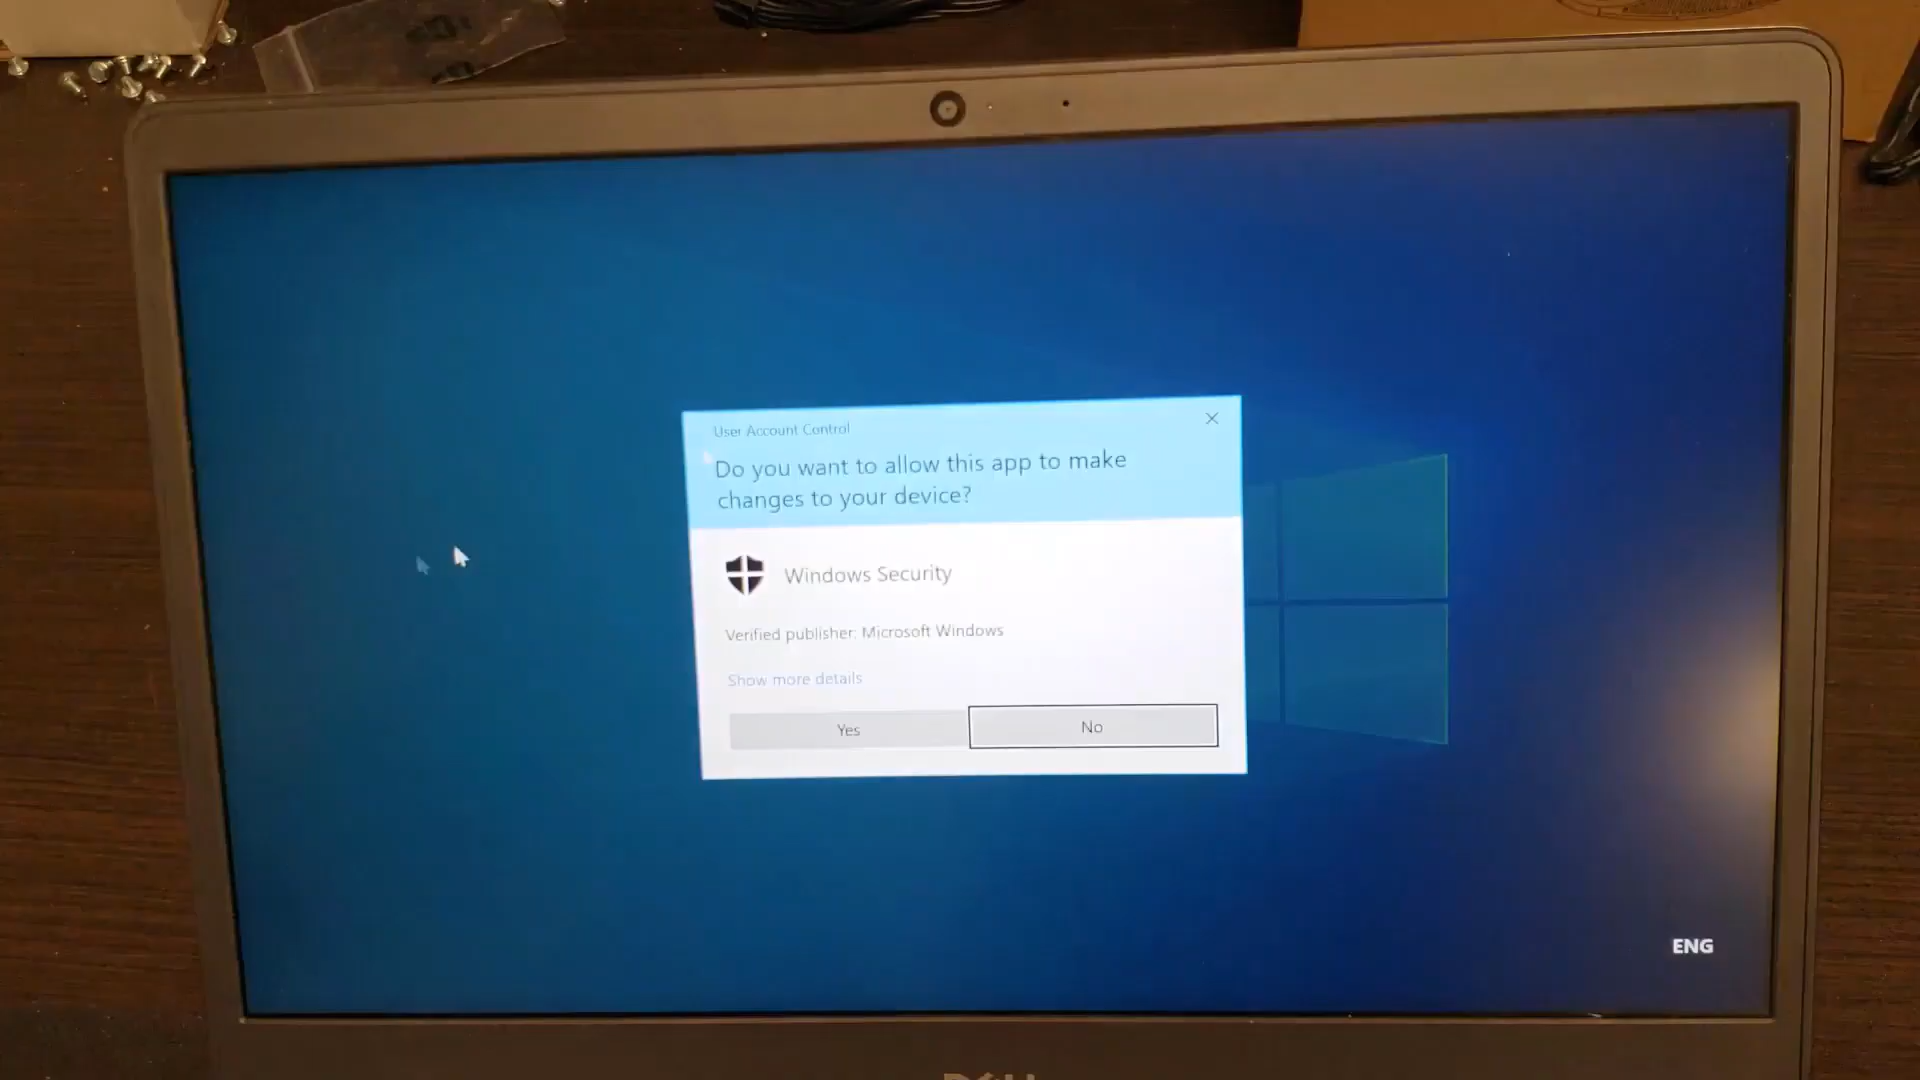 User Account Control
Do you want to allow this app to make
changes to your device?
Windows Security
Verified publisher: Microsoft Windows
Show more details
Yes
No
ENG